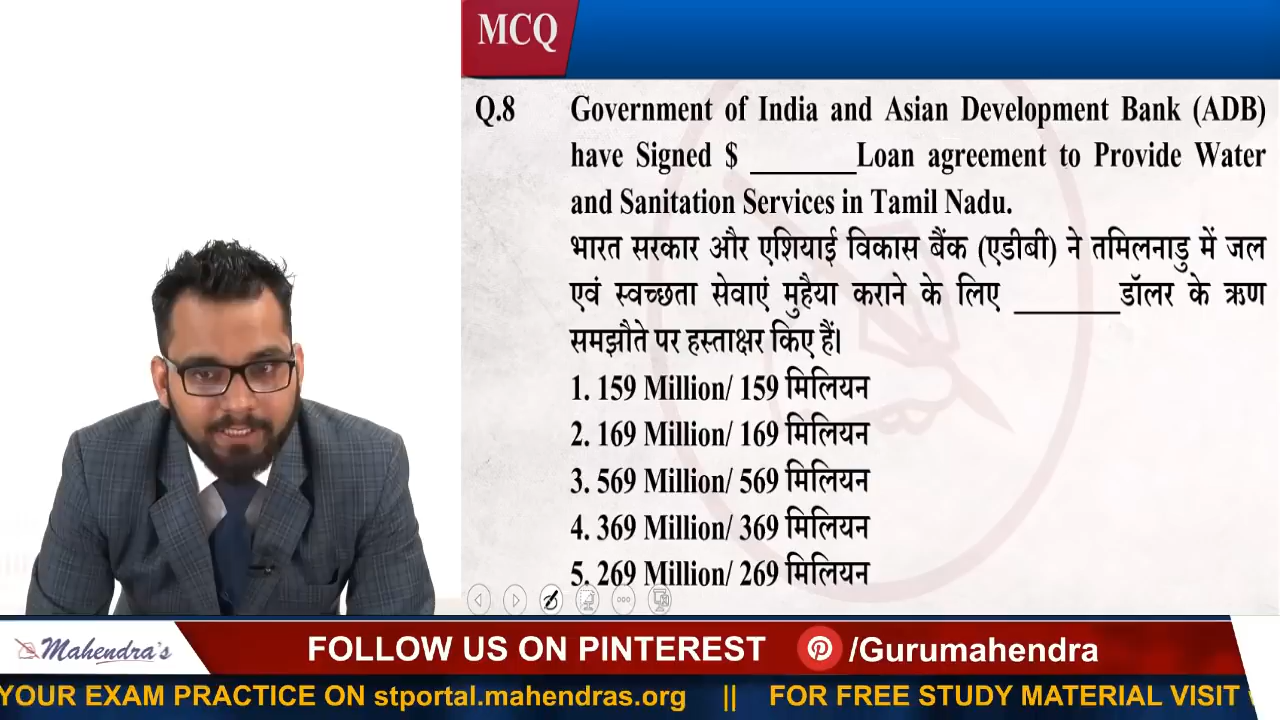 MCQ
Q.8 Government of India and Asian Development Bank (ADB)
have Signed $ ________Loan agreement to Provide Water
and Sanitation Services in Tamil Nadu.
भारत सरकार और एशियाई विकास बैंक (एडीबी) ने तमिलनाडु में जल
एवं स्वच्छता सेवाएं मुहैया कराने के लिए ________डॉलर के ऋण
समझौते पर हस्ताक्षर किए हैं।
1. 159 Million/ 159 मिलियन
2. 169 Million/ 169 मिलियन
3. 569 Million/ 569 मिलियन
4. 369 Million/ 369 मिलियन
5. 269 Million/ 269 मिलियन
Mahendra's FOLLOW US ON PINTEREST /Gurumahendra
YOUR EXAM PRACTICE ON stportal.mahendras.org || FOR FREE STUDY MATERIAL VISIT